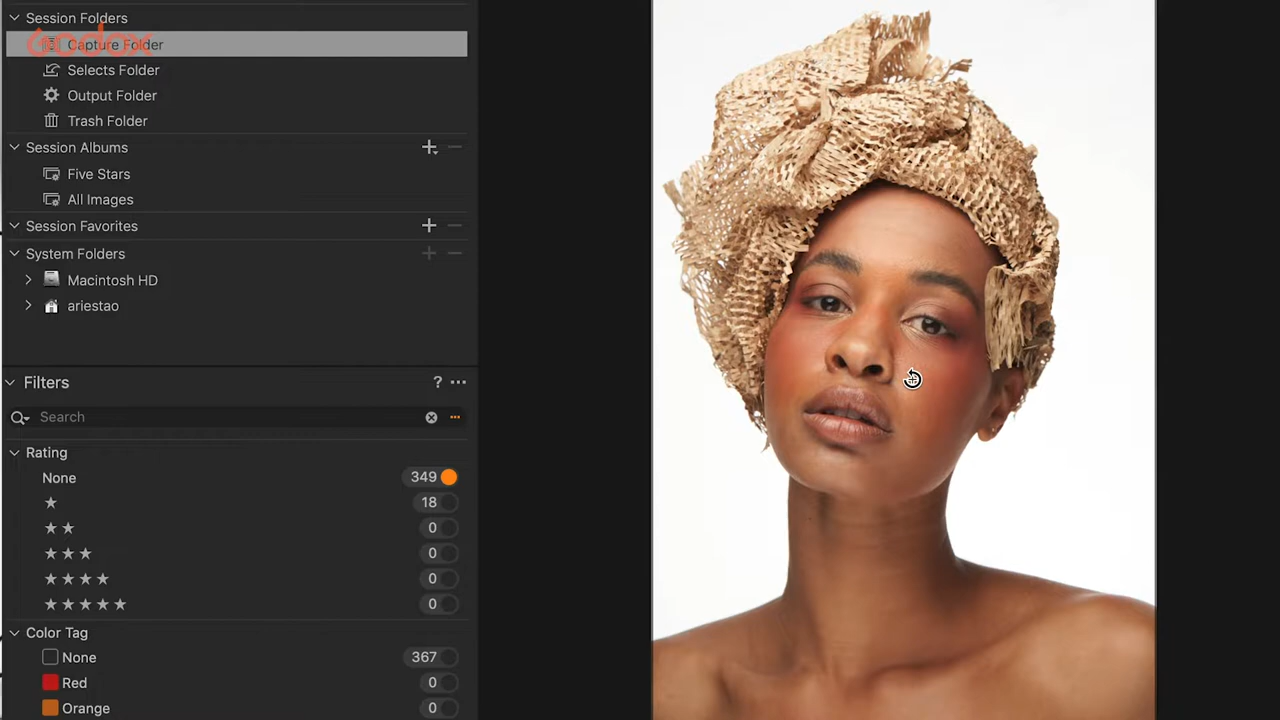 Session Folders
Godox
Capture Folder
Selects Folder
Output Folder
Trash Folder
Session Albums
Five Stars
All Images
Session Favorites
System Folders
Macintosh HD
ariestao
Filters ? ...
Search ...
Rating
None 349
★ 18
★★ 0
★★★ 0
★★★★ 0
★★★★★ 0
Color Tag
None 367
Red 0
Orange 0